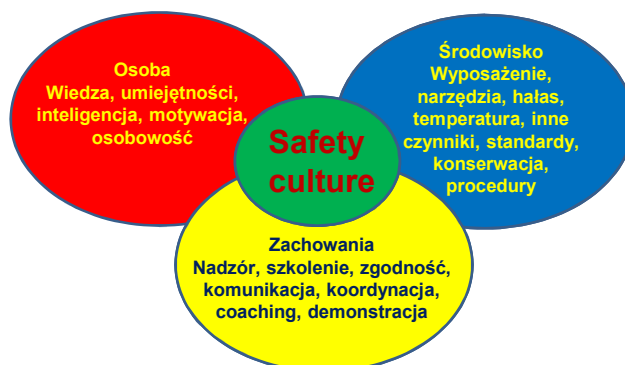 Osoba
Wiedza, umiejętności,
inteligencja, motywacja,
osobowość
Środowisko
Wyposażenie,
narzędzia, hałas,
temperatura, inne
czynniki, standardy,
konserwacja,
procedury
Safety
culture
Zachowania
Nadzór, szkolenie, zgodność,
komunikacja, koordynacja,
coaching, demonstracja